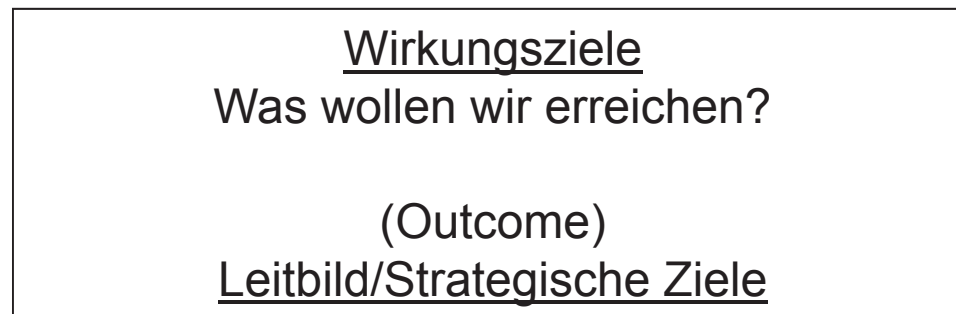 Wirkungsziele
Was wollen wir erreichen?
(Outcome)
Leitbild/Strategische Ziele